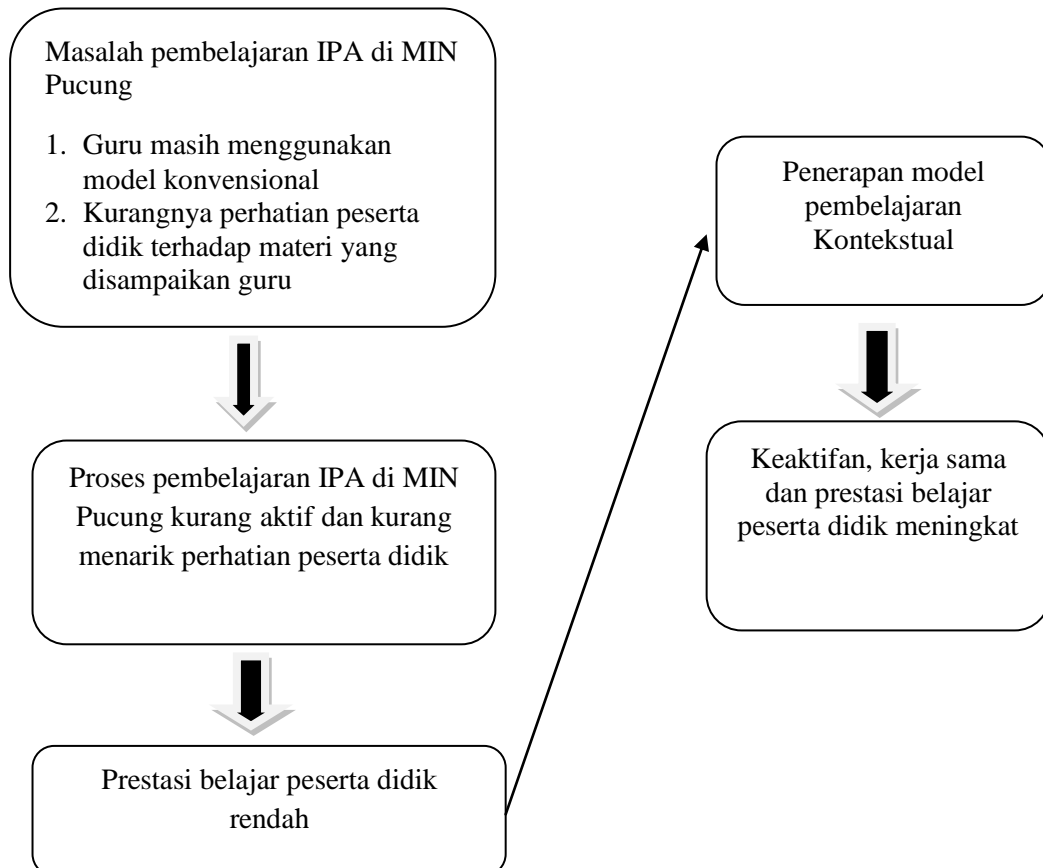 Masalah pembelajaran IPA di MIN
Pucung
1. Guru masih menggunakan
model konvensional
2. Kurangnya perhatian peserta
didik terhadap materi yang
disampaikan guru
Proses pembelajaran IPA di MIN
Pucung kurang aktif dan kurang
menarik perhatian peserta didik
Prestasi belajar peserta didik
rendah
Penerapan model
pembelajaran
Kontekstual
Keaktifan, kerja sama
dan prestasi belajar
peserta didik meningkat